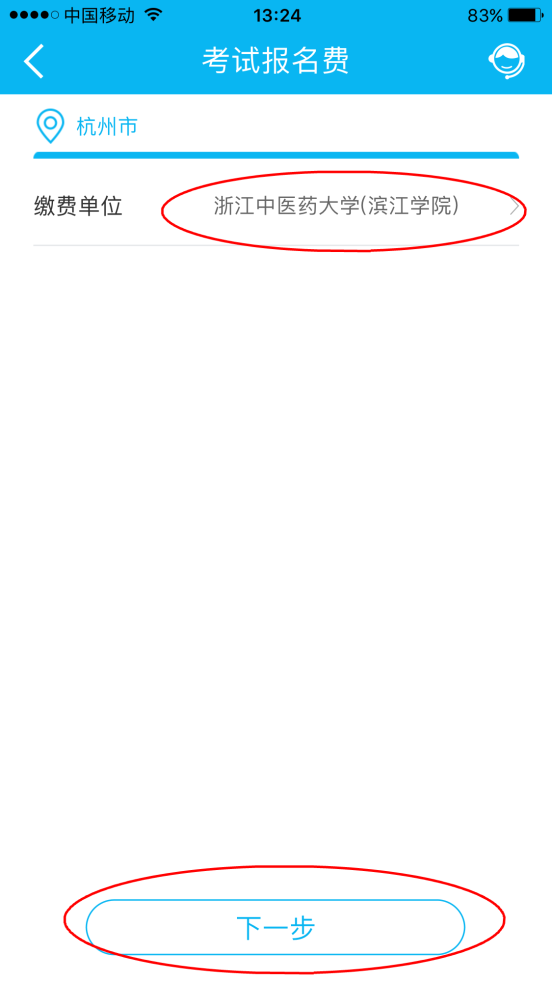 中国移动 13:24 83%
考试报名费
杭州市
缴费单位 浙江中医药大学(滨江学院)
下一步